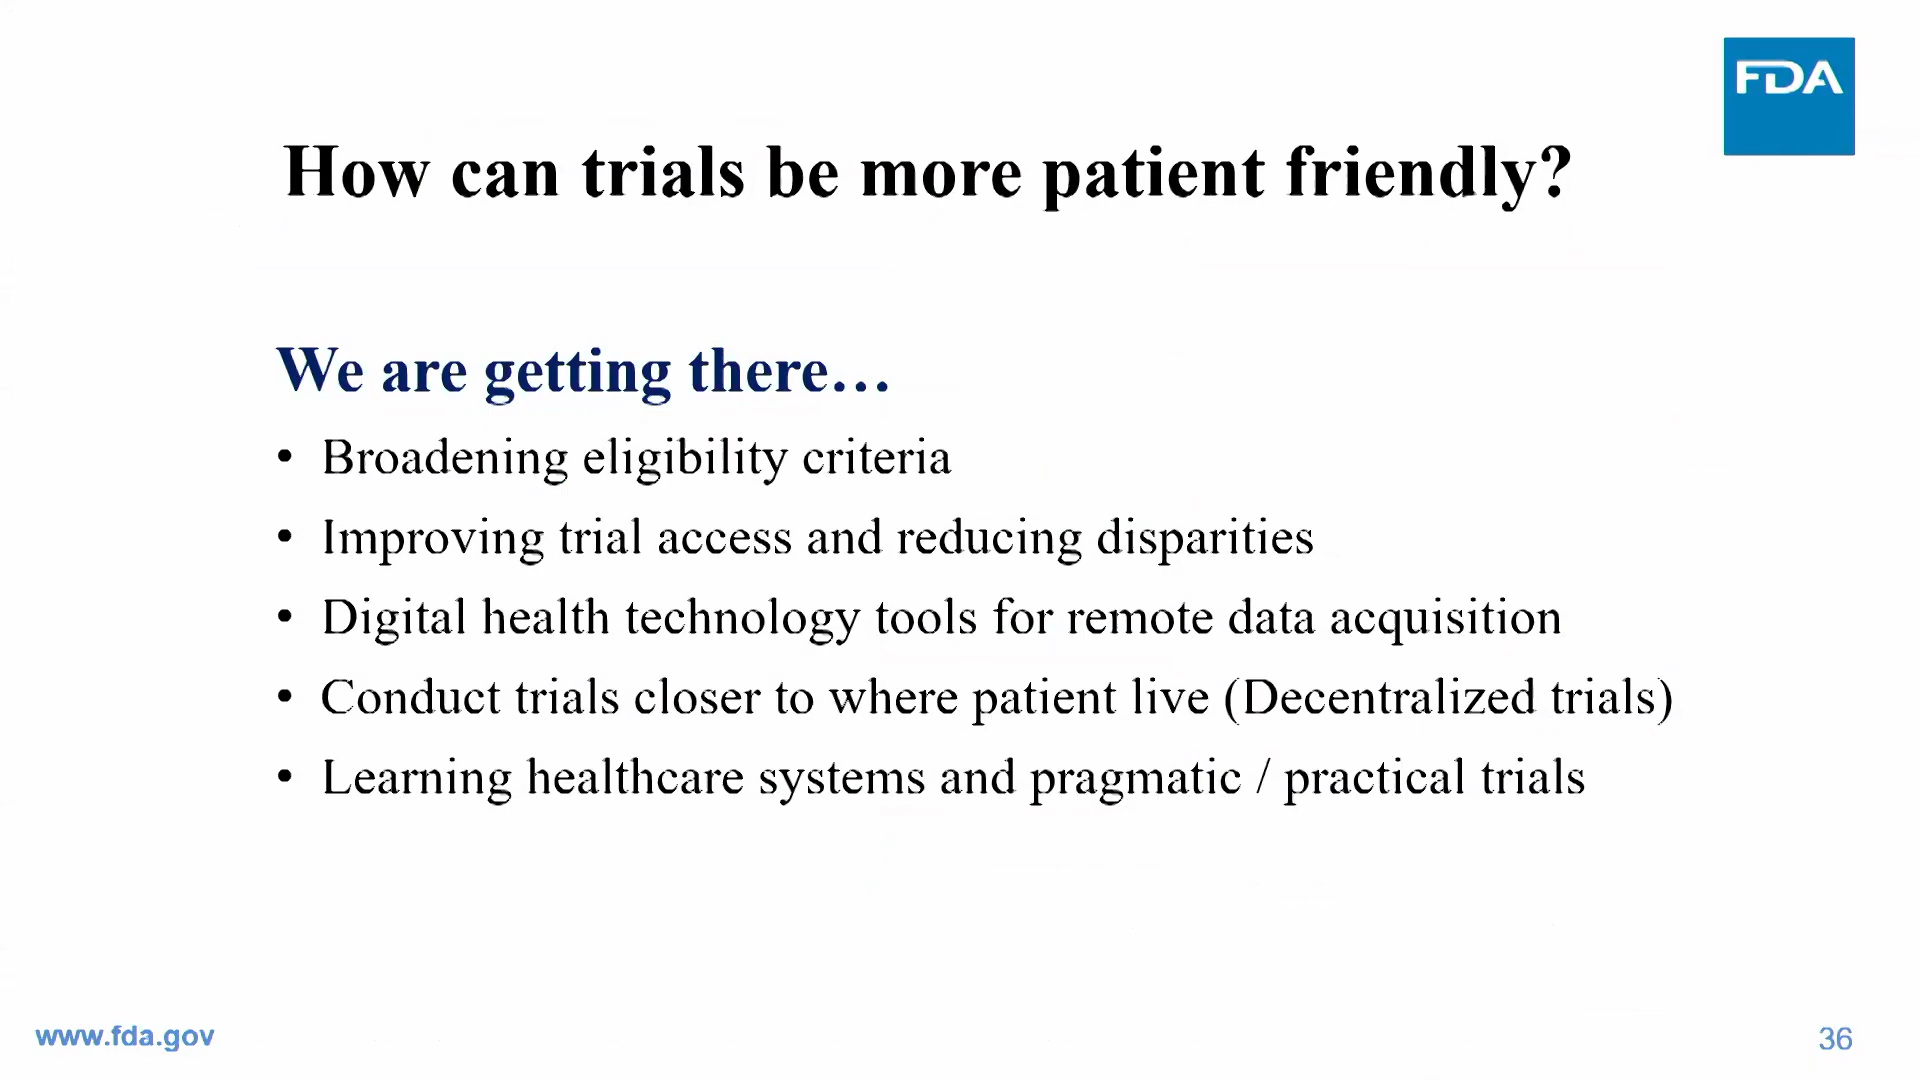 FDA
How can trials be more patient friendly?
We are getting there…
• Broadening eligibility criteria
• Improving trial access and reducing disparities
• Digital health technology tools for remote data acquisition
• Conduct trials closer to where patient live (Decentralized trials)
• Learning healthcare systems and pragmatic / practical trials
www.fda.gov
36